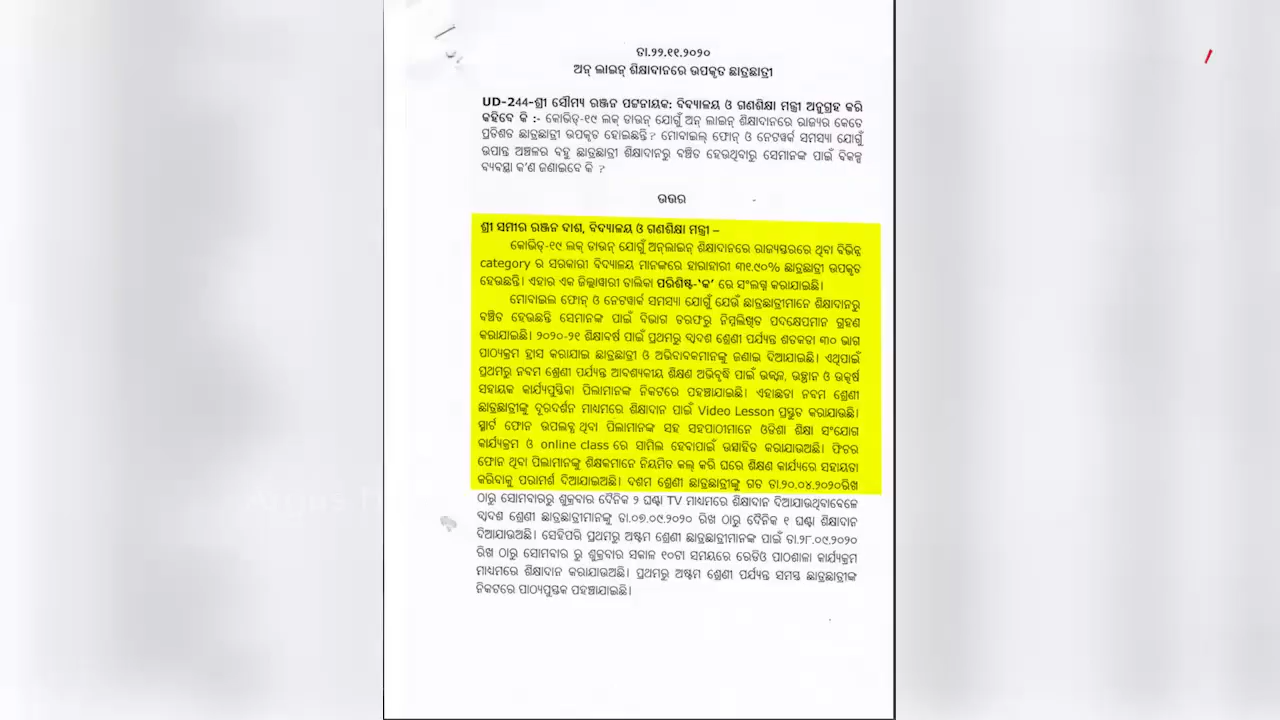 ତା.୨୨.୧୧.୨୦୨୦
ଅନ୍ ଲାଇନ୍ ଶିକ୍ଷାଦାନରେ ଉପକୃତ ଛାତ୍ରଛାତ୍ରୀ
UD-244-ଶ୍ରୀ ସୌମ୍ୟ ରଞ୍ଜନ ପଟ୍ଟନାୟକ: ବିଦ୍ୟାଳୟ ଓ ଗଣଶିକ୍ଷା ମନ୍ତ୍ରୀ ଅନୁଗ୍ରହ କରି
କହିବେ କି :- କୋଭିଡ୍-୧୯ ଲକ୍ ଡାଉନ୍ ଯୋଗୁଁ ଅନ୍ ଲାଇନ୍ ଶିକ୍ଷାଦାନରେ ରାଜ୍ୟର କେତେ
ପ୍ରତିଶତ ଛାତ୍ରଛାତ୍ରୀ ଉପକୃତ ହୋଇଛନ୍ତି ? ମୋବାଇଲ୍ ଫୋନ୍ ଓ ନେଟୱର୍କ ସମସ୍ୟା ଯୋଗୁଁ
ଉପାନ୍ତ ଅଞ୍ଚଳର ବହୁ ଛାତ୍ରଛାତ୍ରୀ ଶିକ୍ଷାଦାନରୁ ବଞ୍ଚିତ ହେଉଥିବାରୁ ସେମାନଙ୍କ ପାଇଁ ବିକଳ୍ପ
ବ୍ୟବସ୍ଥା କ'ଣ ଜଣାଇବେ କି ?
ଉତ୍ତର
ଶ୍ରୀ ସମୀର ରଞ୍ଜନ ଦାଶ, ବିଦ୍ୟାଳୟ ଓ ଗଣଶିକ୍ଷା ମନ୍ତ୍ରୀ –
କୋଭିଡ୍-୧୯ ଲକ୍ ଡାଉନ୍ ଯୋଗୁଁ ଅନ୍‌ଲାଇନ୍ ଶିକ୍ଷାଦାନରେ ରାଜ୍ୟସ୍ତରରେ ଥିବା ବିଭିନ୍ନ
category ର ସରକାରୀ ବିଦ୍ୟାଳୟ ମାନଙ୍କରେ ହାରାହାରୀ ୩୧.୯୦% ଛାତ୍ରଛାତ୍ରୀ ଉପକୃତ
ହେଉଛନ୍ତି। ଏହାର ଏକ ଜିଲ୍ଲାୱାରୀ ତାଲିକା ପରିଶିଷ୍ଟ-'କ' ରେ ସଂଲଗ୍ନ କରାଯାଇଛି।
ମୋବାଇଲ ଫୋନ୍ ଓ ନେଟୱାର୍କ ସମସ୍ୟା ଯୋଗୁଁ ଯେଉଁ ଛାତ୍ରଛାତ୍ରୀମାନେ ଶିକ୍ଷାଦାନରୁ
ବଞ୍ଚିତ ହେଉଛନ୍ତି ସେମାନଙ୍କ ପାଇଁ ବିଭାଗ ତରଫରୁ ନିମ୍ନଲିଖିତ ପଦକ୍ଷେପମାନ ଗ୍ରହଣ
କରାଯାଇଛି। ୨୦୨୦-୨୧ ଶିକ୍ଷାବର୍ଷ ପାଇଁ ପ୍ରଥମରୁ ଦ୍ୱାଦଶ ଶ୍ରେଣୀ ପର୍ଯ୍ୟନ୍ତ ଶତକଡା ୩୦ ଭାଗ
ପାଠ୍ୟକ୍ରମ ହ୍ରାସ କରାଯାଇ ଛାତ୍ରଛାତ୍ରୀ ଓ ଅଭିବାବକମାନଙ୍କୁ ଜଣାଇ ଦିଆଯାଇଛି। ଏଥିପାଇଁ
ପ୍ରଥମରୁ ନବମ ଶ୍ରେଣୀ ପର୍ଯ୍ୟନ୍ତ ଆବଶ୍ୟକୀୟ ଶିକ୍ଷଣ ଅଭିବୃଦ୍ଧି ପାଇଁ ଉଜ୍ଜ୍ଵଳ, ଉତ୍ଥାନ ଓ ଉତ୍କର୍ଷ
ସହାୟକ କାର୍ଯ୍ୟପୁସ୍ତିକା ପିଲାମାନଙ୍କ ନିକଟରେ ପହଞ୍ଚାଯାଇଛି। ଏହାଛଡା ନବମ ଶ୍ରେଣୀ
ଛାତ୍ରଛାତ୍ରୀଙ୍କୁ ଦୂରଦର୍ଶନ ମାଧ୍ୟମରେ ଶିକ୍ଷାଦାନ ପାଇଁ Video Lesson ପ୍ରସ୍ତୁତ କରାଯାଉଛି।
ସ୍ମାର୍ଟ ଫୋନ ଉପଲବ୍ଧ ଥିବା ପିଲାମାନଙ୍କ ସହ ସହପାଠୀମାନେ ଓଡିଶା ଶିକ୍ଷା ସଂଯୋଗ
କାର୍ଯ୍ୟକ୍ରମ ଓ online class ରେ ସାମିଲ ହେବାପାଇଁ ଉତ୍ସାହିତ କରାଯାଉଅଛି। ଫିଚର
ଫୋନ ଥିବା ପିଲାମାନଙ୍କୁ ଶିକ୍ଷକମାନେ ନିୟମିତ କଲ୍ କରି ଘରେ ଶିକ୍ଷଣ କାର୍ଯ୍ୟରେ ସହାୟତା
କରିବାକୁ ପରାମର୍ଶ ଦିଆଯାଇଅଛି। ଦଶମ ଶ୍ରେଣୀ ଛାତ୍ରଛାତ୍ରୀଙ୍କୁ ଗତ ତା.୨୦.୦୪.୨୦୨୦ରିଖ
ଠାରୁ ସୋମବାରରୁ ଶୁକ୍ରବାର ଦୈନିକ ୨ ଘଣ୍ଟା TV ମାଧ୍ୟମରେ ଶିକ୍ଷାଦାନ ଦିଆଯାଉଥିବାବେଳେ
ଦ୍ୱାଦଶ ଶ୍ରେଣୀ ଛାତ୍ରଛାତ୍ରୀମାନଙ୍କୁ ତା.୦୭.୦୯.୨୦୨୦ ରିଖ ଠାରୁ ଦୈନିକ ୧ ଘଣ୍ଟା ଶିକ୍ଷାଦାନ
ଦିଆଯାଉଅଛି। ସେହିପରି ପ୍ରଥମରୁ ଅଷ୍ଟମ ଶ୍ରେଣୀ ଛାତ୍ରଛାତ୍ରୀମାନଙ୍କ ପାଇଁ ତା.୨୮.୦୯.୨୦୨୦
ରିଖ ଠାରୁ ସୋମବାର ରୁ ଶୁକ୍ରବାର ସକାଳ ୧୦ଟା ସମୟରେ ରେଡିଓ ପାଠଶାଳା କାର୍ଯ୍ୟକ୍ରମ
ମାଧ୍ୟମରେ ଶିକ୍ଷାଦାନ କରାଯାଉଅଛି। ପ୍ରଥମରୁ ଅଷ୍ଟମ ଶ୍ରେଣୀ ପର୍ଯ୍ୟନ୍ତ ସମସ୍ତ ଛାତ୍ରଛାତ୍ରୀଙ୍କ
ନିକଟରେ ପାଠ୍ୟପୁସ୍ତକ ପହଞ୍ଚାଯାଇଛି।